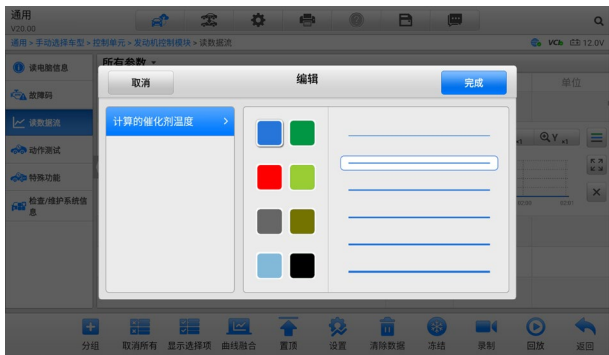 通用
V20.00
通用 > 手动选择车型 > 控制单元 > 发动机控制模块 > 读数据流
VCI: 12.0V
读电脑信息
故障码
读数据流
动作测试
特殊功能
检查/维护系统信息
所有参数
单位
x1 Y x1
取消
编辑
完成
计算的催化剂温度 >
分组
取消所有
显示选择项
曲线融合
置顶
设置
清除数据
冻结
录制
回放
返回